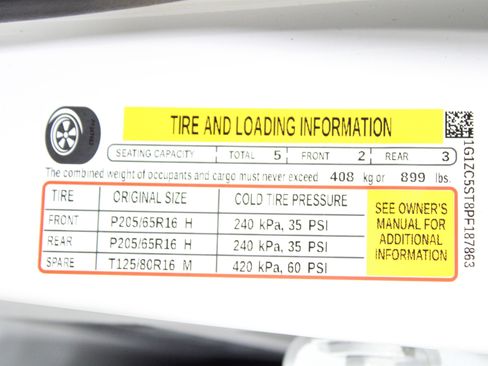 TIRE AND LOADING INFORMATION
SEATING CAPACITY TOTAL 5 FRONT 2 REAR 3
The combined weight of occupants and cargo must never exceed 408 kg or 899 lbs.
TIRE ORIGINAL SIZE COLD TIRE PRESSURE
FRONT P205/65R16 H 240 kPa, 35 PSI
REAR P205/65R16 H 240 kPa, 35 PSI
SPARE T125/80R16 M 420 kPa, 60 PSI
SEE OWNER'S
MANUAL FOR
ADDITIONAL
INFORMATION
1G1ZC5ST8PF187863